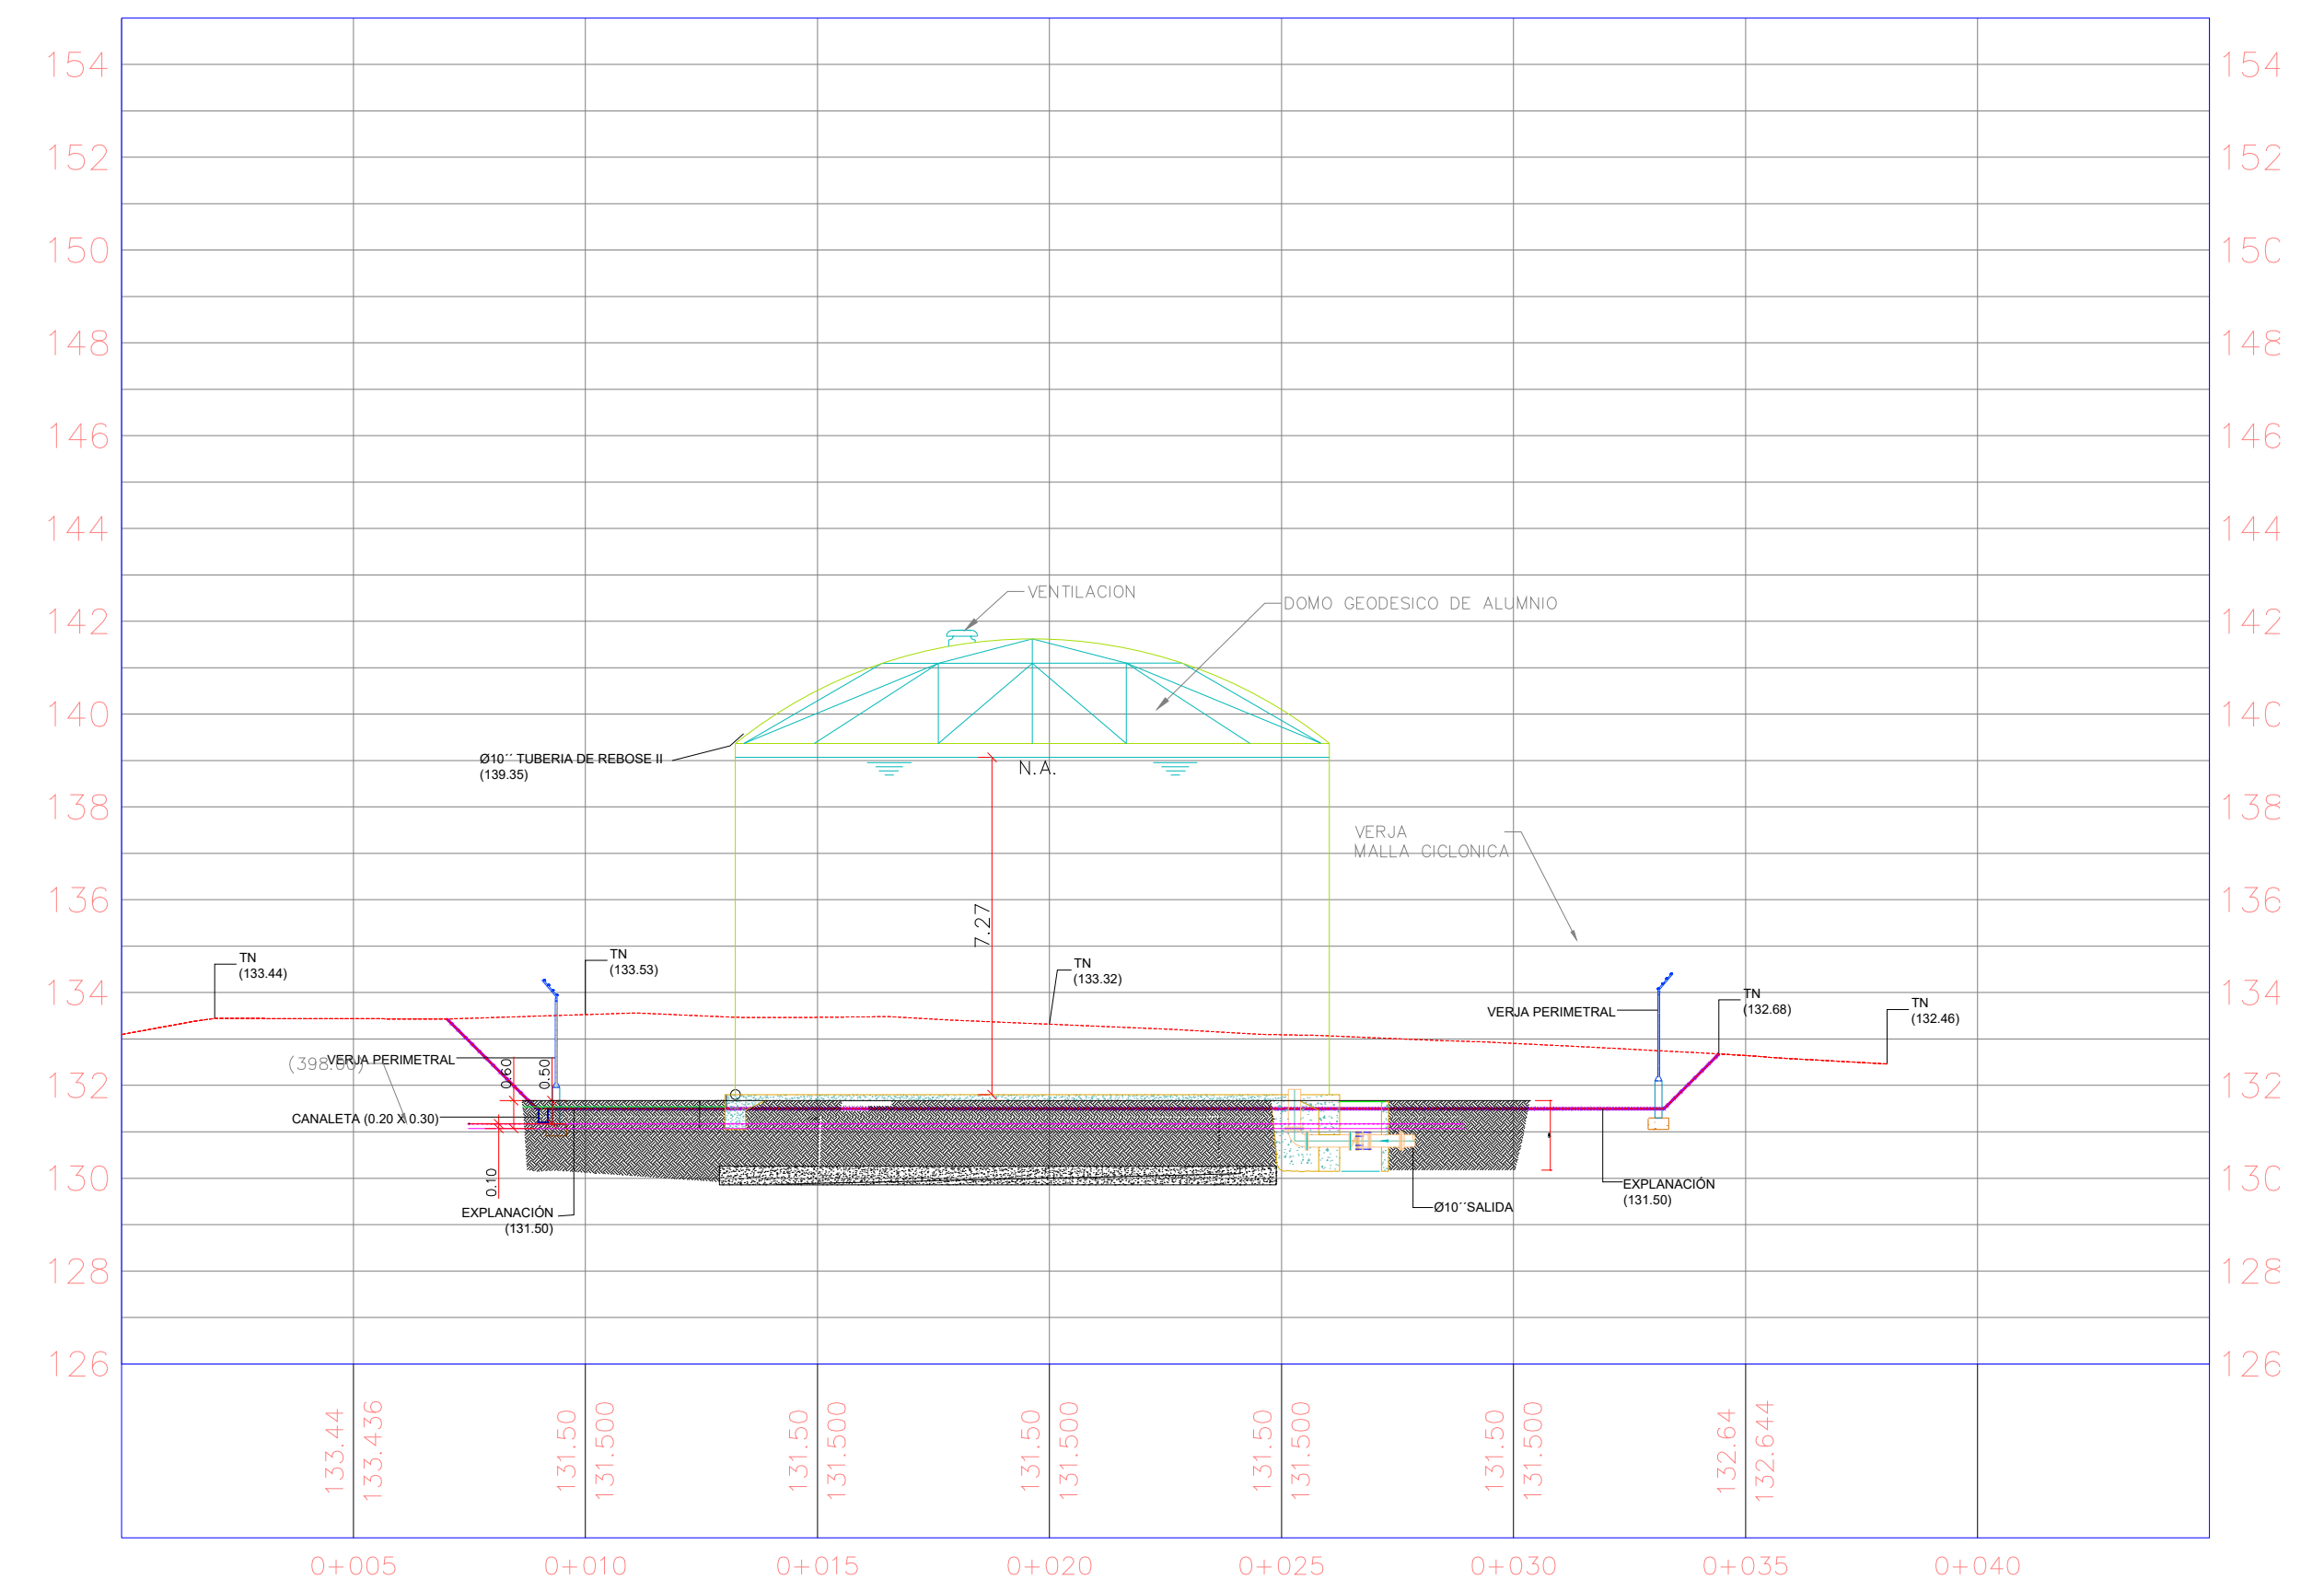 154 154
152 152
150 150
148 148
146 146
144 144
VENTILACION
DOMO GEODESICO DE ALUMNIO
142 142
140 140
Ø10´´ TUBERIA DE REBOSE II
(139.35)
N.A.
138 138
VERJA
MALLA CICLONICA
136 136
7.27
TN
(133.44)
TN
(133.53)
TN
(133.32)
TN
(132.68)
TN
(132.46)
134 134
VERJA PERIMETRAL
VERJA PERIMETRAL
(398.60)
0.60
0.50
132 132
CANALETA (0.20 X 0.30)
0.10
130 130
EXPLANACIÓN
(131.50)
EXPLANACIÓN
(131.50)
Ø10´´SALIDA
128 128
126 126
133.44
133.436
131.50
131.500
131.50
131.500
131.50
131.500
131.50
131.500
131.50
131.500
132.64
132.644
0+005 0+010 0+015 0+020 0+025 0+030 0+035 0+040